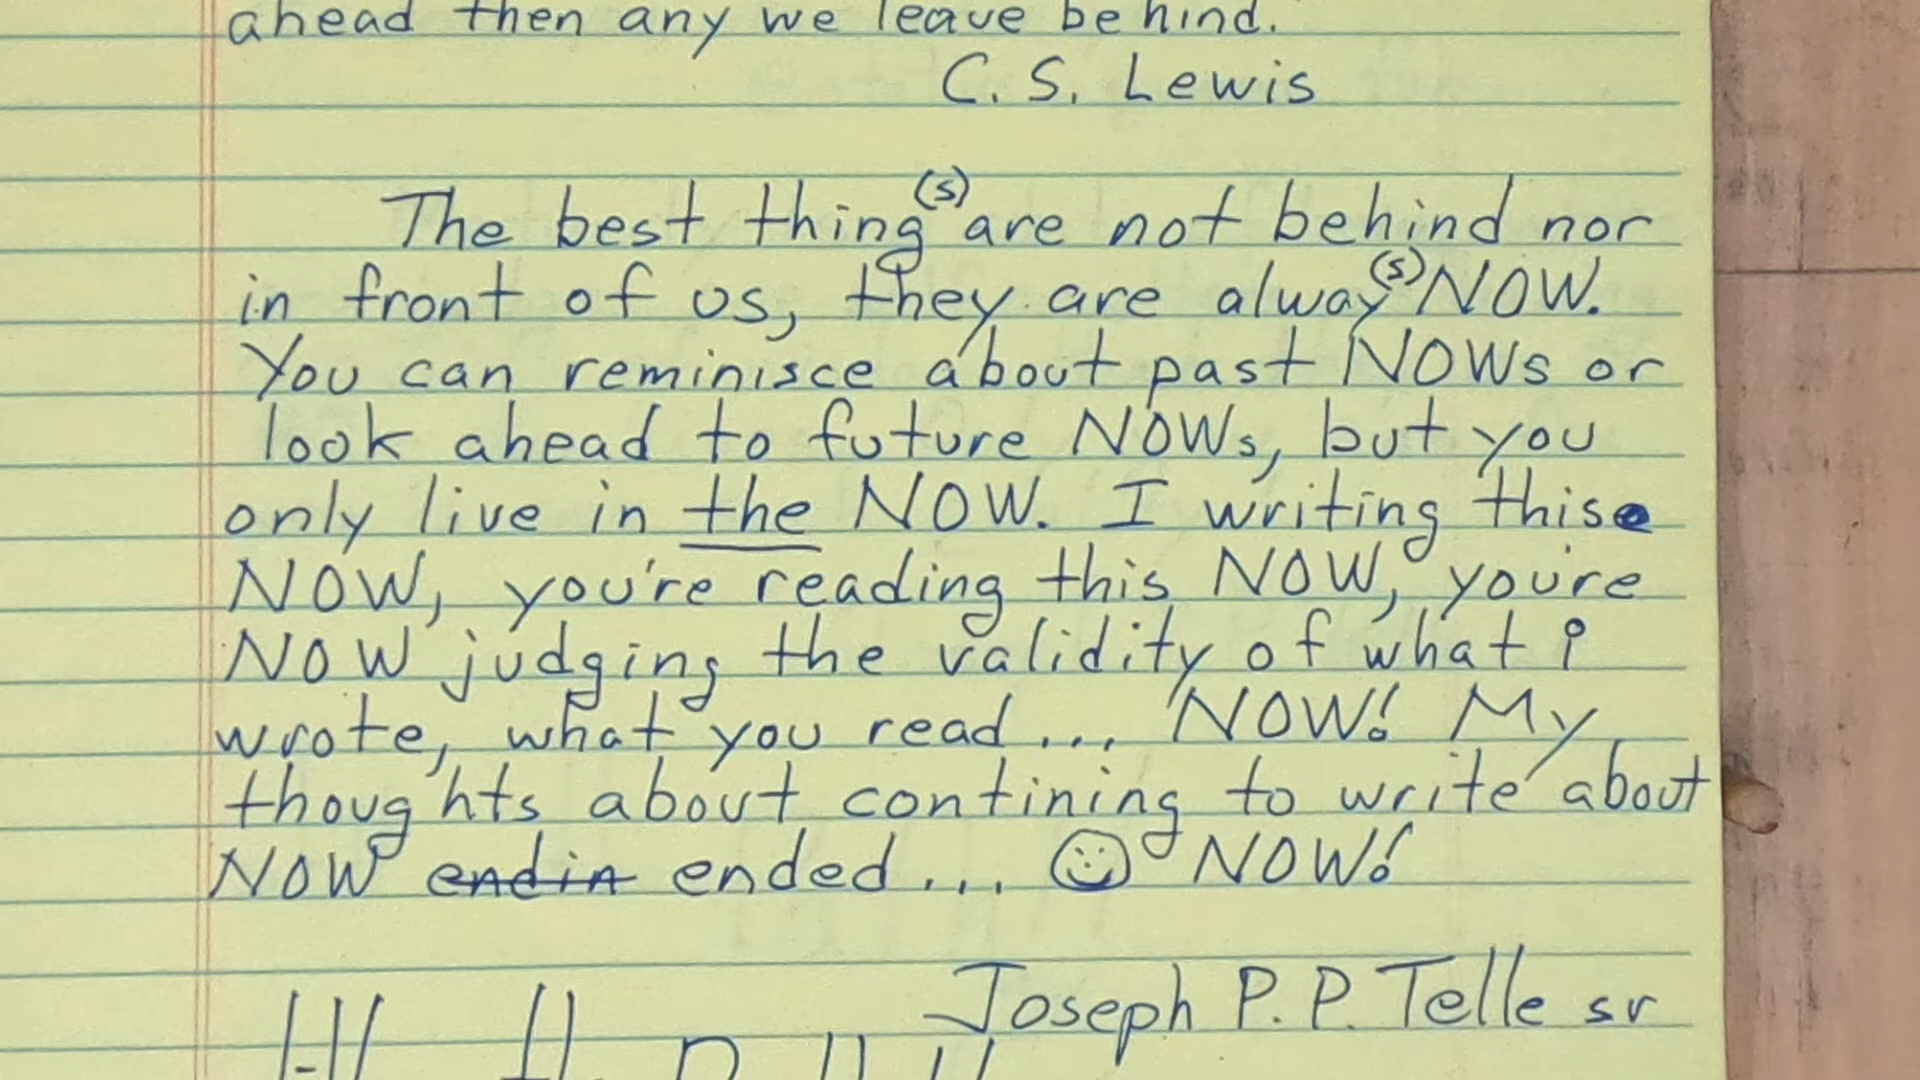 ahead then any we leave behind.
C. S. Lewis
The best thing(s) are not behind nor
in front of us, they are alway(s) NOW.
You can reminisce about past NOWs or
look ahead to future NOWs, but you
only live in the NOW. I writing this
NOW, you're reading this NOW, you're
NOW judging the validity of what i
wrote, what you read... NOW! My
thoughts about contining to write about
NOW endin ended... ☺ NOW!
Joseph P. P. Telle sr